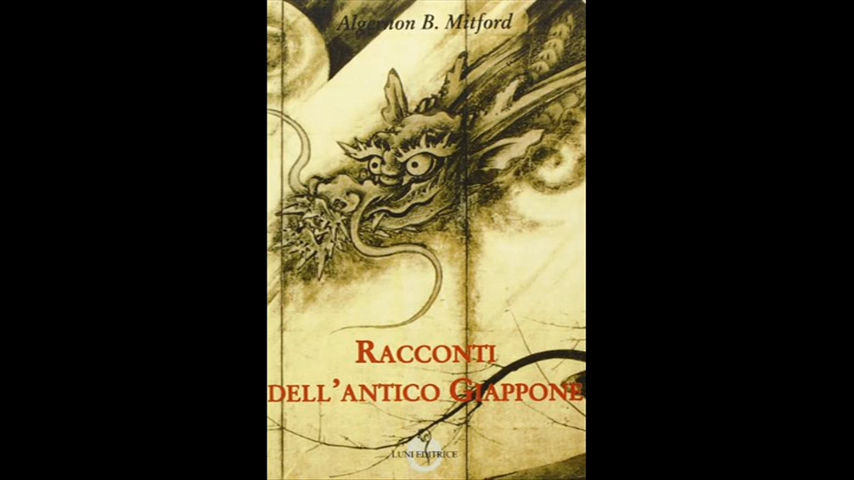 Algernon B. Mitford
RACCONTI
DELL'ANTICO GIAPPONE
LUNI EDITRICE